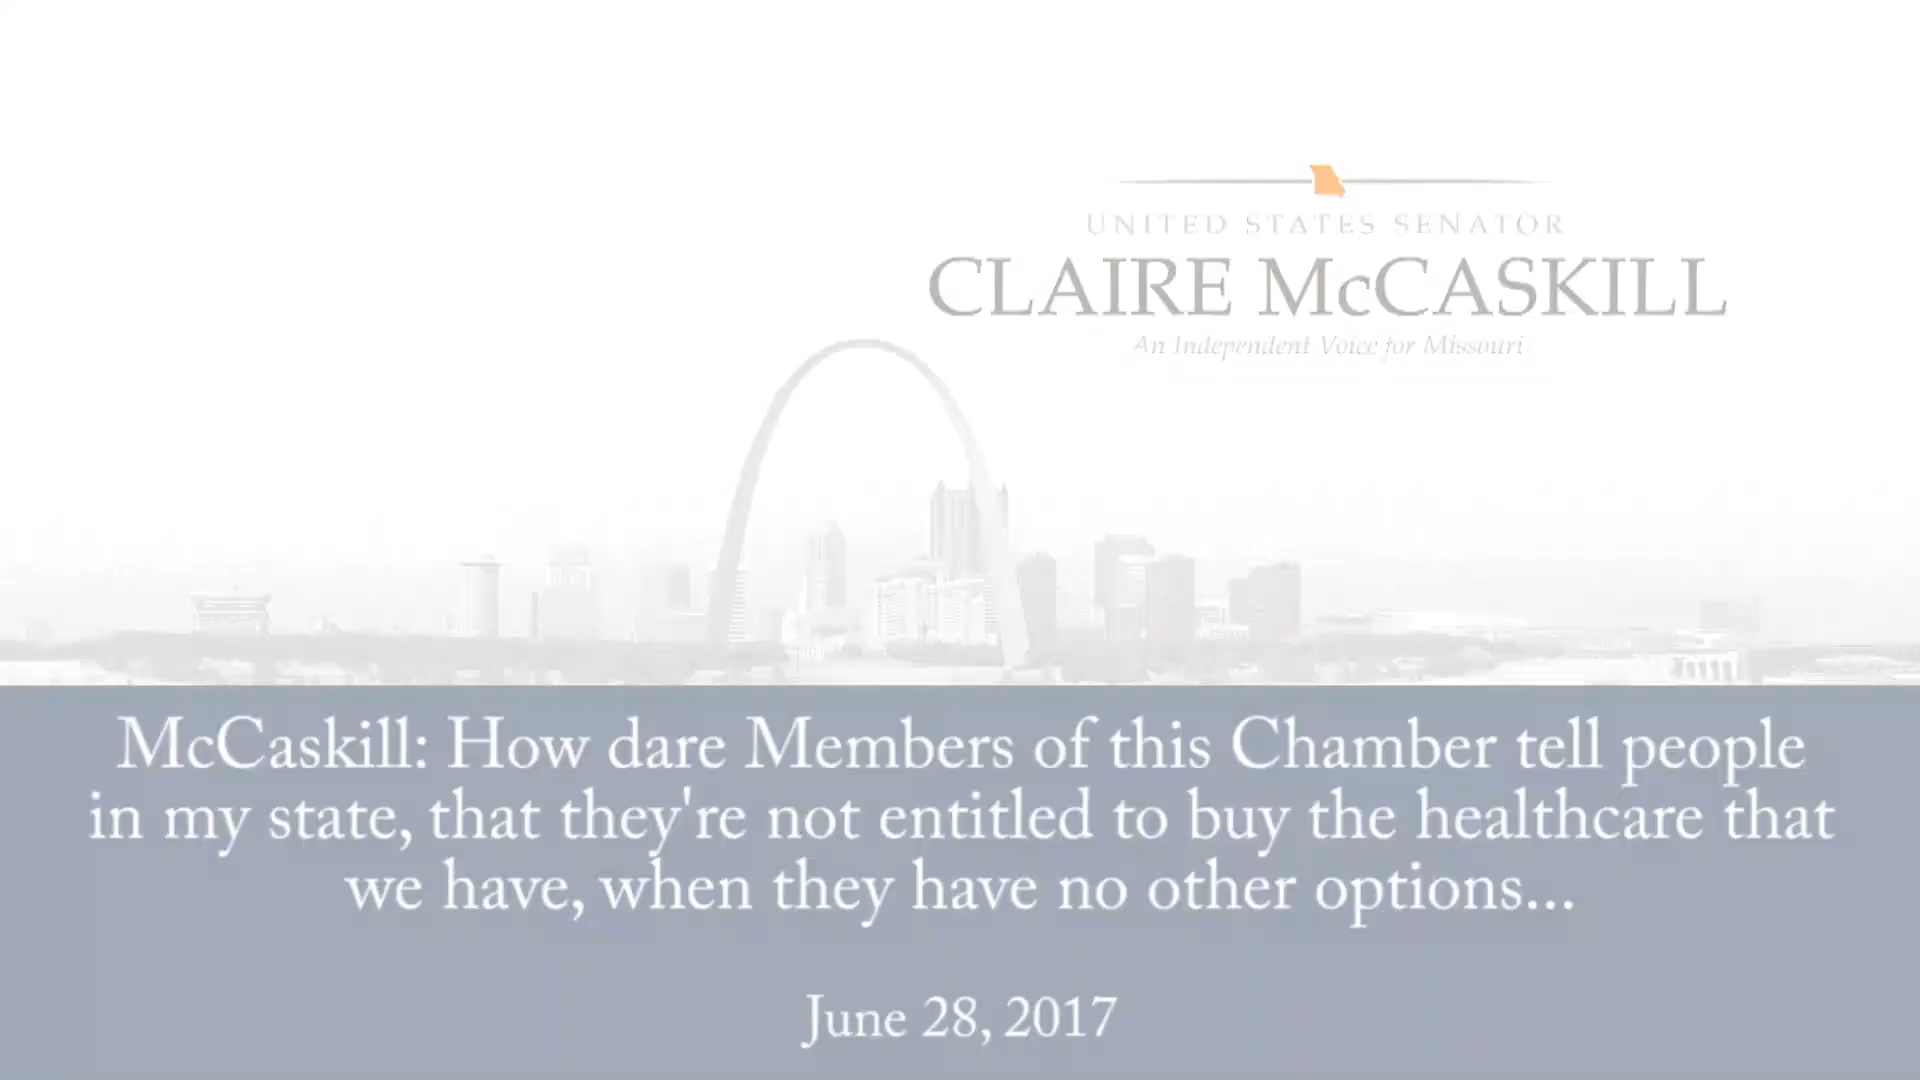 UNITED STATES SENATOR
CLAIRE McCASKILL
An Independent Voice for Missouri
McCaskill: How dare Members of this Chamber tell people
in my state, that they're not entitled to buy the healthcare that
we have, when they have no other options...
June 28, 2017